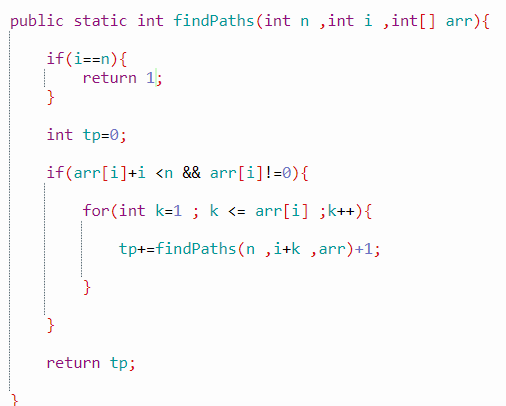 public static int findPaths(int n ,int i ,int[] arr){
if(i==n){
return 1;
}
int tp=0;
if(arr[i]+i <n && arr[i]!=0){
for(int k=1 ; k <= arr[i] ;k++){
tp+=findPaths(n ,i+k ,arr)+1;
}
}
return tp;
}